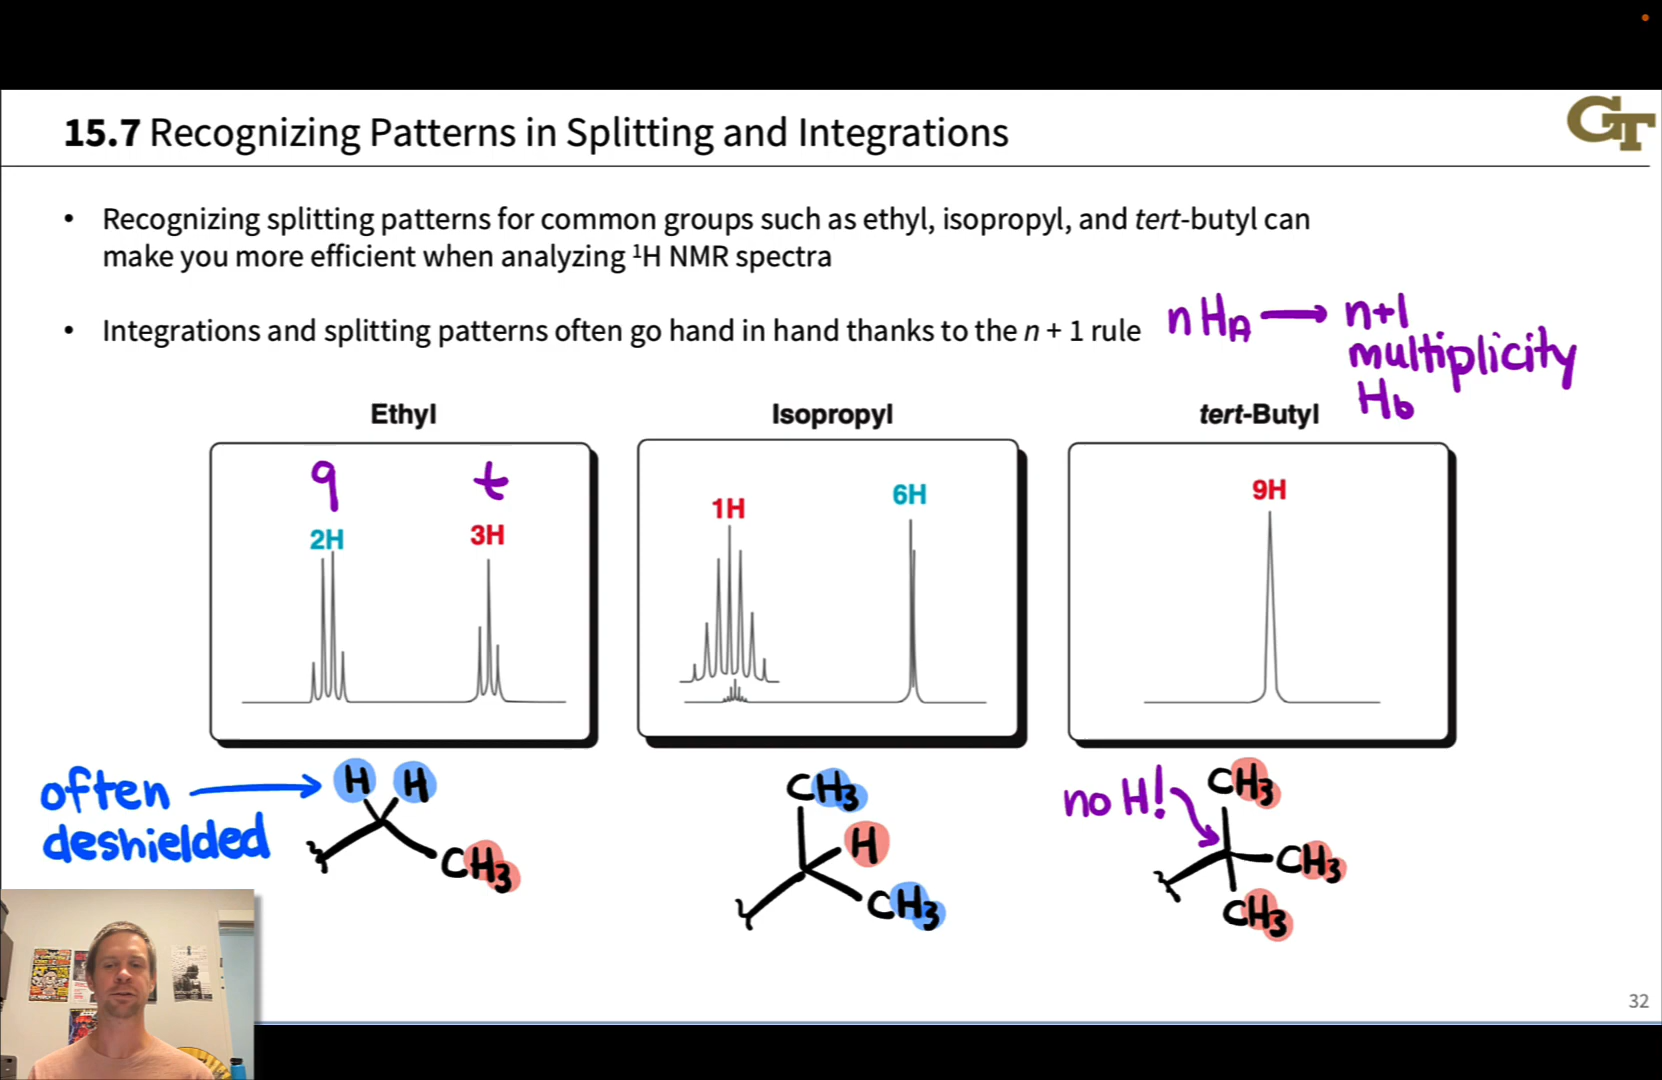 GT
15.7 Recognizing Patterns in Splitting and Integrations
• Recognizing splitting patterns for common groups such as ethyl, isopropyl, and tert-butyl can
make you more efficient when analyzing ¹H NMR spectra
• Integrations and splitting patterns often go hand in hand thanks to the n + 1 rule
nHA → n+1
multiplicity
Hb
Ethyl
q t
2H 3H
Isopropyl
1H 6H
tert-Butyl
9H
often
deshielded
H H
CH3
CH3
H
CH3
no H!
CH3
CH3
CH3
32